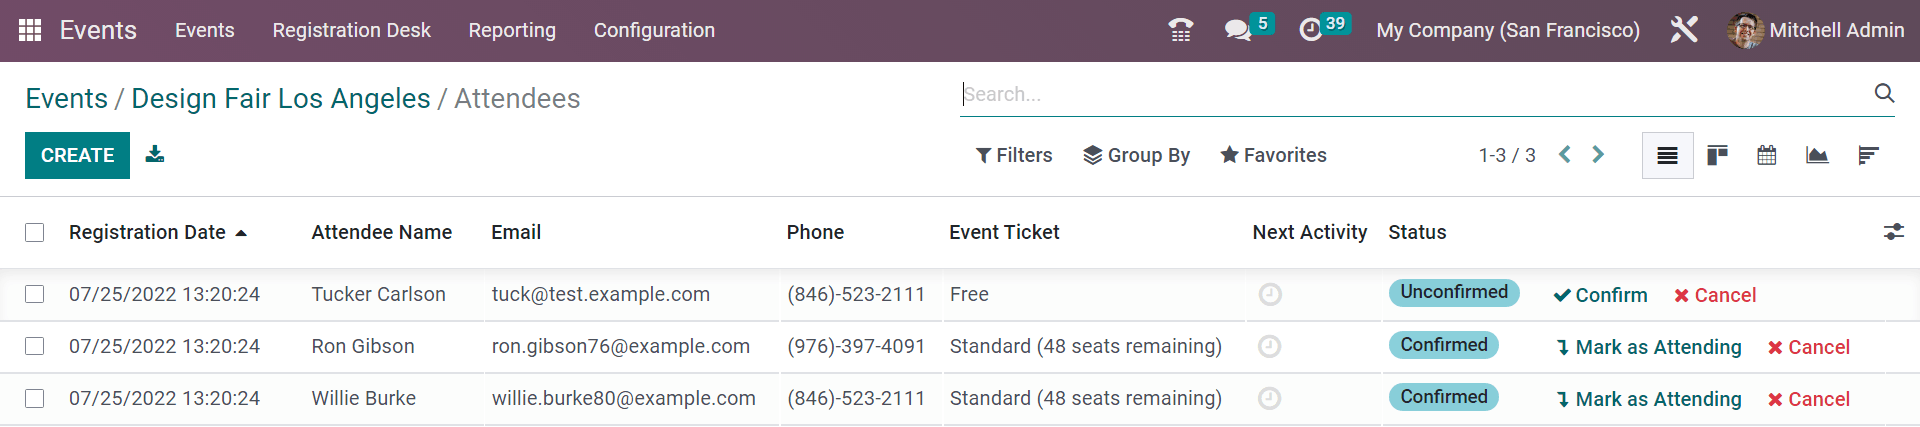 Events Events Registration Desk Reporting Configuration 5 39 My Company (San Francisco) Mitchell Admin
Events / Design Fair Los Angeles / Attendees Search...
CREATE Filters Group By Favorites 1-3 / 3
Registration Date Attendee Name Email Phone Event Ticket Next Activity Status
07/25/2022 13:20:24 Tucker Carlson tuck@test.example.com (846)-523-2111 Free Unconfirmed Confirm Cancel
07/25/2022 13:20:24 Ron Gibson ron.gibson76@example.com (976)-397-4091 Standard (48 seats remaining) Confirmed Mark as Attending Cancel
07/25/2022 13:20:24 Willie Burke willie.burke80@example.com (846)-523-2111 Standard (48 seats remaining) Confirmed Mark as Attending Cancel